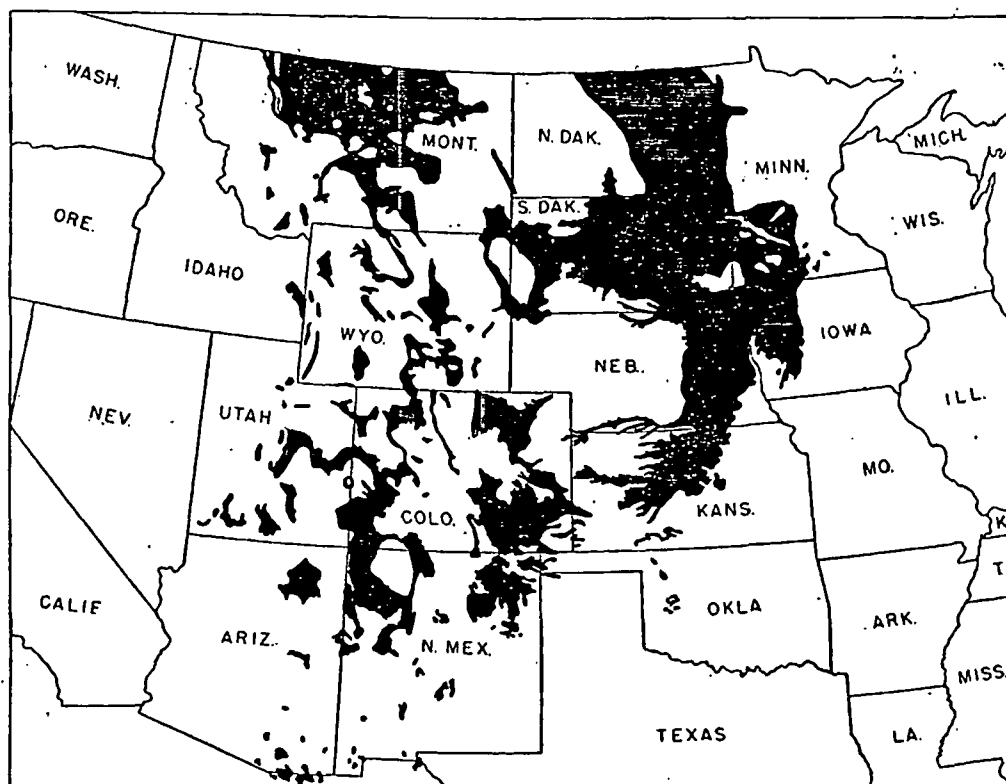 WASH.
MONT.
N. DAK.
MINN.
MICH.
ORE.
S. DAK.
WIS.
IDAHO
WYO.
NEB.
IOWA
NEV.
UTAH
ILL.
COLO.
KANS.
MO.
K
T
CALIF
ARIZ.
N. MEX.
OKLA
ARK.
MISS.
TEXAS
LA.